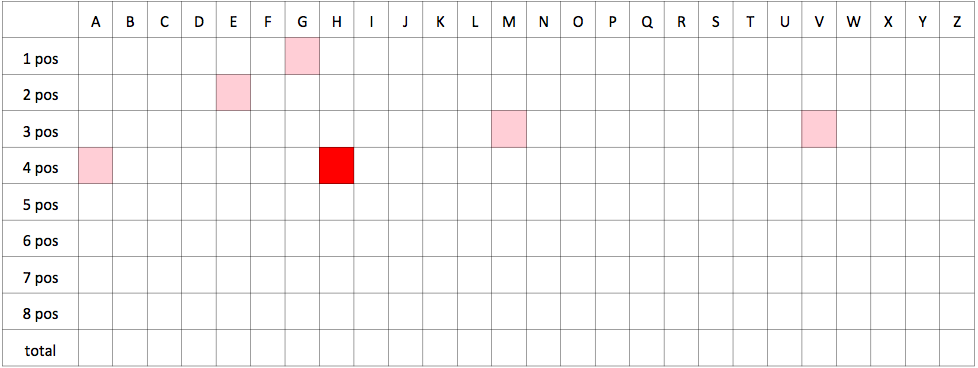 A B C D E F G H I J K L M N O P Q R S T U V W X Y Z
1 pos
2 pos
3 pos
4 pos
5 pos
6 pos
7 pos
8 pos
total